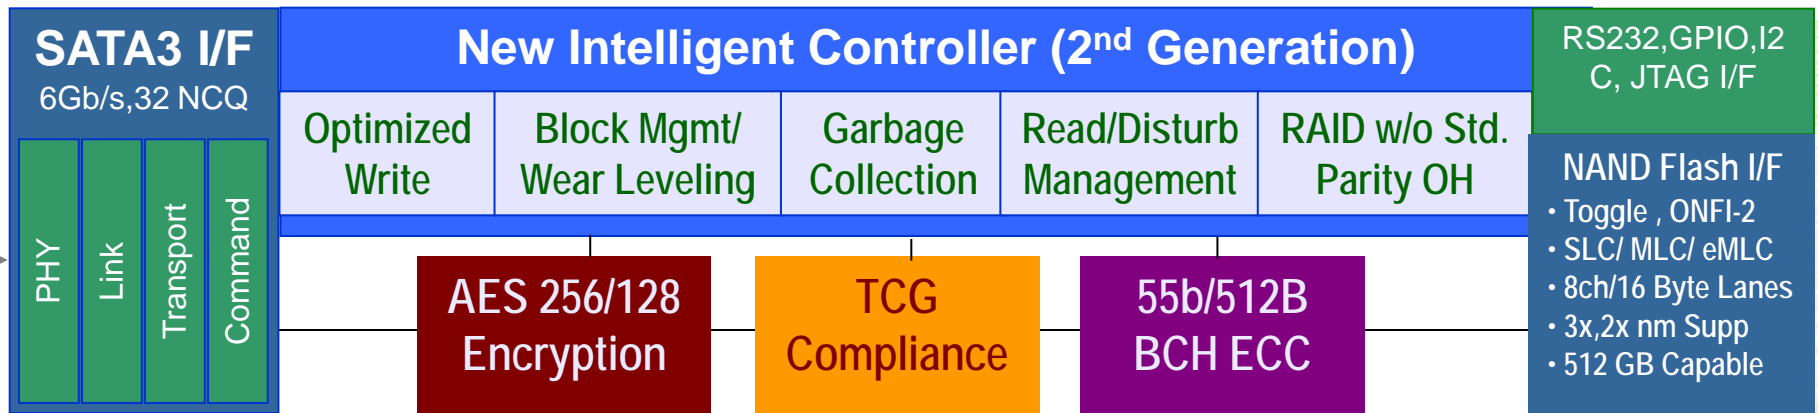 SATA3 I/F
6Gb/s,32 NCQ
PHY
Link
Transport
Command
New Intelligent Controller (2nd Generation)
Optimized
Write
Block Mgmt/
Wear Leveling
Garbage
Collection
Read/Disturb
Management
RAID w/o Std.
Parity OH
AES 256/128
Encryption
TCG
Compliance
55b/512B
BCH ECC
RS232,GPIO,I2
C, JTAG I/F
NAND Flash I/F
• Toggle , ONFI-2
• SLC/ MLC/ eMLC
• 8ch/16 Byte Lanes
• 3x,2x nm Supp
• 512 GB Capable